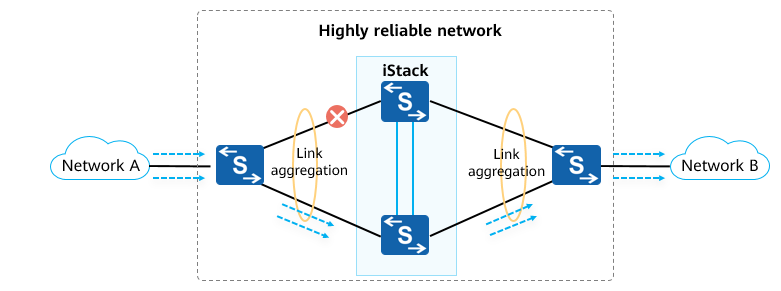 Highly reliable network
iStack
S
Network A
S
Link
aggregation
Link
aggregation
S
Network B
S